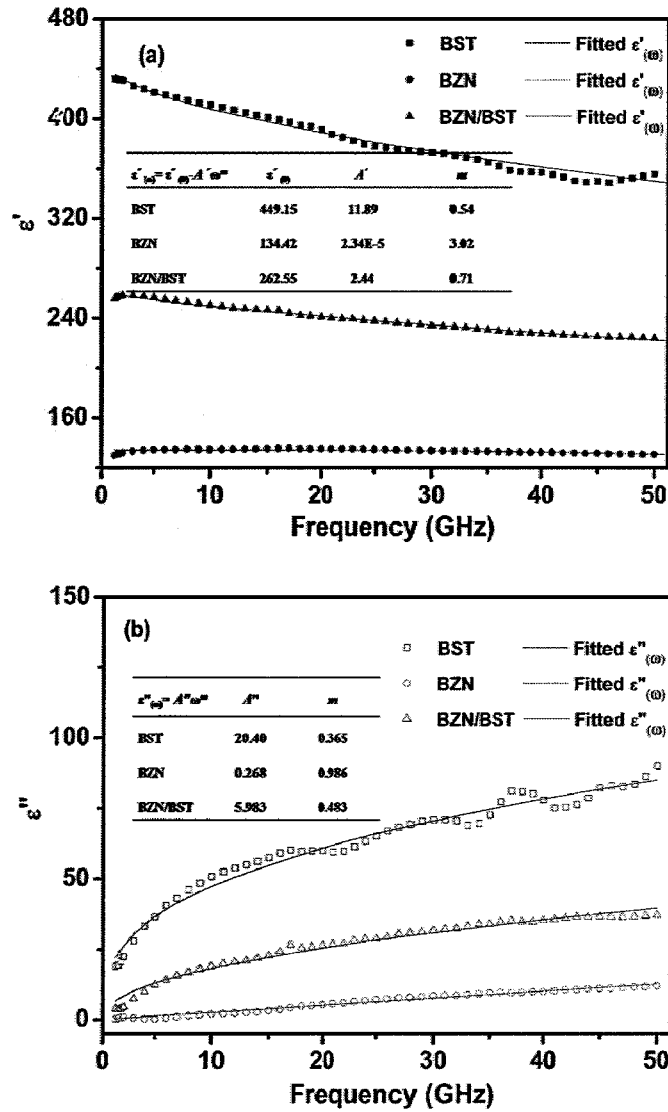 480
(a)
BST
Fitted ε'(ω)
BZN
Fitted ε'(ω)
BZN/BST
Fitted ε'(ω)
400
ε'(ω)= ε'(0)-A'ωᵐ ε'(0) A' m
BST 449.15 11.89 0.54
BZN 134.42 2.34E-5 3.02
BZN/BST 262.55 2.44 0.71
320
ε'
240
160
0 10 20 30 40 50
Frequency (GHz)
150
(b)
BST
Fitted ε"(ω)
BZN
Fitted ε"(ω)
BZN/BST
Fitted ε"(ω)
ε"(ω)= A"ωᵐ A" m
BST 20.40 0.365
BZN 0.268 0.986
BZN/BST 5.983 0.483
100
ε"
50
0
0 10 20 30 40 50
Frequency (GHz)